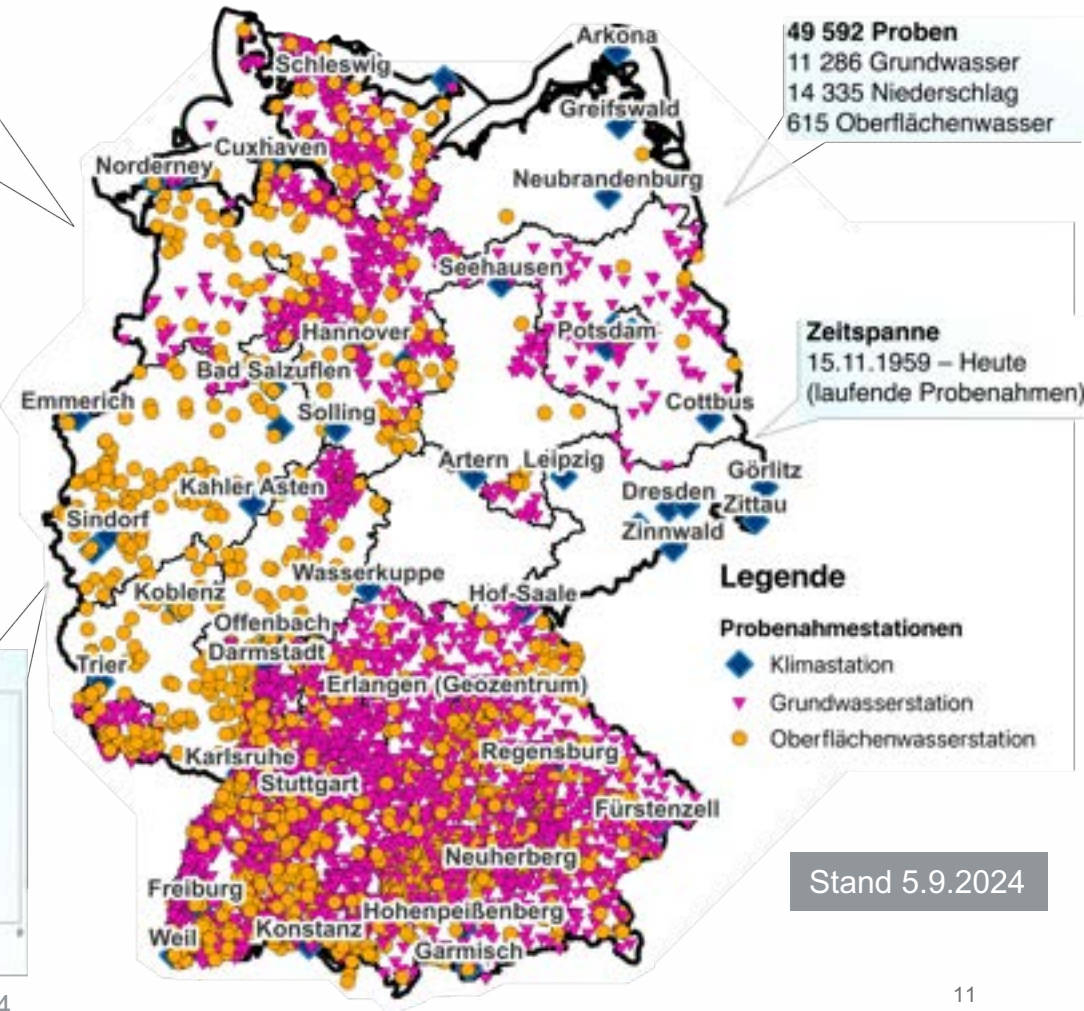 49 592 Proben
11 286 Grundwasser
14 335 Niederschlag
615 Oberflächenwasser
Arkona
Schleswig
Greifswald
Cuxhaven
Norderney
Neubrandenburg
Seehausen
Hannover
Potsdam
Zeitspanne
15.11.1959 – Heute
(laufende Probenahmen)
Bad Salzuflen
Emmerich
Solling
Cottbus
Artern
Leipzig
Görlitz
Kahler Asten
Dresden
Zittau
Sindorf
Zinnwald
Wasserkuppe
Koblenz
Hof-Saale
Legende
Offenbach
Probenahmestationen
Darmstadt
Trier
Klimastation
Erlangen (Geozentrum)
Grundwasserstation
Oberflächenwasserstation
Karlsruhe
Regensburg
Stuttgart
Fürstenzell
Neuherberg
Stand 5.9.2024
Freiburg
Hohenpeißenberg
Konstanz
Weil
Garmisch
4
11